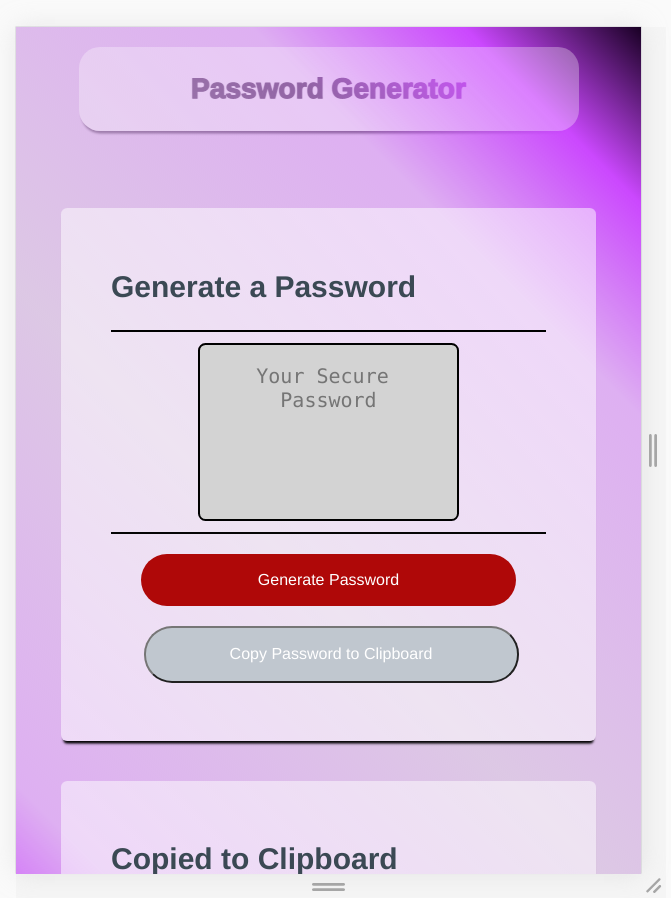 Password Generator
Generate a Password
Your Secure
Password
Generate Password
Copy Password to Clipboard
Copied to Clipboard